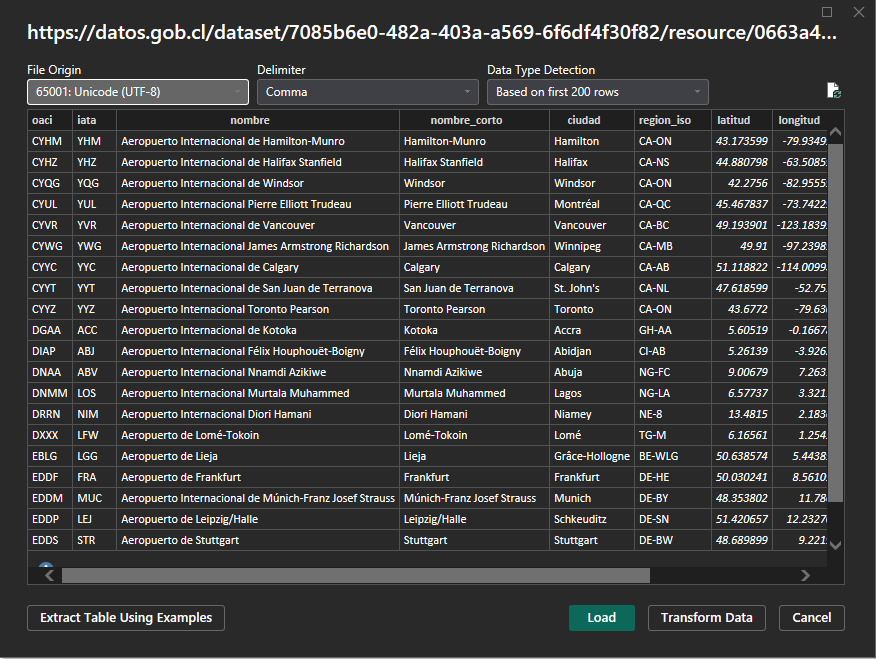 https://datos.gob.cl/dataset/7085b6e0-482a-403a-a569-6f6df4f30f82/resource/0663a4...
File Origin Delimiter Data Type Detection
65001: Unicode (UTF-8) Comma Based on first 200 rows
oaci iata nombre nombre_corto ciudad region_iso latitud longitud
CYHM YHM Aeropuerto Internacional de Hamilton-Munro Hamilton-Munro Hamilton CA-ON 43.173599 -79.9349
CYHZ YHZ Aeropuerto Internacional de Halifax Stanfield Halifax Stanfield Halifax CA-NS 44.880798 -63.5085
CYQG YQG Aeropuerto Internacional de Windsor Windsor Windsor CA-ON 42.2756 -82.9555
CYUL YUL Aeropuerto Internacional Pierre Elliott Trudeau Pierre Elliott Trudeau Montréal CA-QC 45.467837 -73.7422
CYVR YVR Aeropuerto Internacional de Vancouver Vancouver Vancouver CA-BC 49.193901 -123.1839
CYWG YWG Aeropuerto Internacional James Armstrong Richardson James Armstrong Richardson Winnipeg CA-MB 49.91 -97.2398
CYYC YYC Aeropuerto Internacional de Calgary Calgary Calgary CA-AB 51.118822 -114.0099
CYYT YYT Aeropuerto Internacional de San Juan de Terranova San Juan de Terranova St. John's CA-NL 47.618599 -52.75
CYYZ YYZ Aeropuerto Internacional Toronto Pearson Toronto Pearson Toronto CA-ON 43.6772 -79.63
DGAA ACC Aeropuerto Internacional de Kotoka Kotoka Accra GH-AA 5.60519 -0.1667
DIAP ABJ Aeropuerto Internacional Félix Houphouët-Boigny Félix Houphouët-Boigny Abidjan CI-AB 5.26139 -3.926
DNAA ABV Aeropuerto Internacional Nnamdi Azikiwe Nnamdi Azikiwe Abuja NG-FC 9.00679 7.263
DNMM LOS Aeropuerto Internacional Murtala Muhammed Murtala Muhammed Lagos NG-LA 6.57737 3.321
DRRN NIM Aeropuerto Internacional Diori Hamani Diori Hamani Niamey NE-8 13.4815 2.183
DXXX LFW Aeropuerto de Lomé-Tokoin Lomé-Tokoin Lomé TG-M 6.16561 1.254
EBLG LGG Aeropuerto de Lieja Lieja Grâce-Hollogne BE-WLG 50.638574 5.4438
EDDF FRA Aeropuerto de Frankfurt Frankfurt Frankfurt DE-HE 50.030241 8.5610
EDDM MUC Aeropuerto Internacional de Múnich-Franz Josef Strauss Múnich-Franz Josef Strauss Munich DE-BY 48.353802 11.78
EDDP LEJ Aeropuerto de Leipzig/Halle Leipzig/Halle Schkeuditz DE-SN 51.420657 12.2327
EDDS STR Aeropuerto de Stuttgart Stuttgart Stuttgart DE-BW 48.689899 9.221
Extract Table Using Examples Load Transform Data Cancel